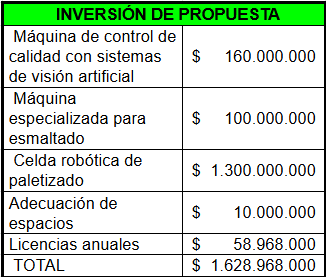 INVERSIÓN DE PROPUESTA
Máquina de control de
calidad con sistemas
de visión artificial
$ 160.000.000
Máquina
especializada para
esmaltado
$ 100.000.000
Celda robótica de
paletizado
$ 1.300.000.000
Adecuación de
espacios
$ 10.000.000
Licencias anuales $ 58.968.000
TOTAL $ 1.628.968.000